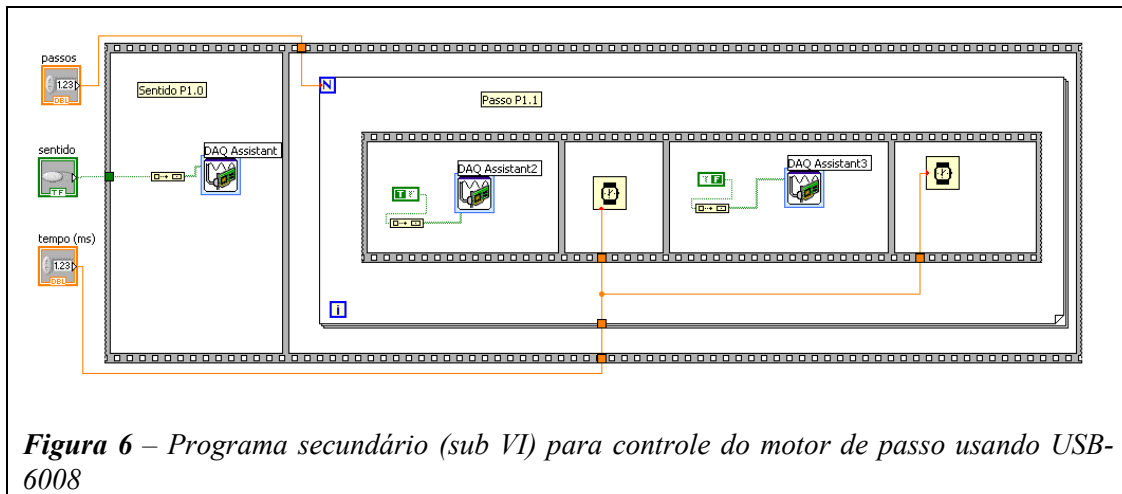 passos
1.23
DBL
Sentido P1.0
N
Passo P1.1
sentido
TF
DAQ Assistant
DAQ Assistant2
T
DAQ Assistant3
F
tempo (ms)
1.23
DBL
i
Figura 6 – Programa secundário (sub VI) para controle do motor de passo usando USB-
6008